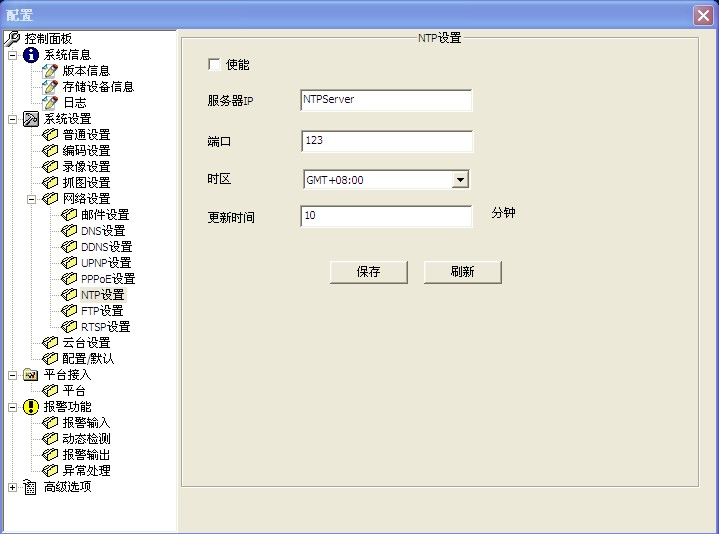 配置
控制面板
系统信息
版本信息
存储设备信息
日志
系统设置
普通设置
编码设置
录像设置
抓图设置
网络设置
邮件设置
DNS设置
DDNS设置
UPNP设置
PPPoE设置
NTP设置
FTP设置
RTSP设置
云台设置
配置/默认
平台接入
平台
报警功能
报警输入
动态检测
报警输出
异常处理
高级选项
NTP设置
使能
服务器IP NTPServer
端口 123
时区 GMT+08:00
更新时间 10 分钟
保存 刷新